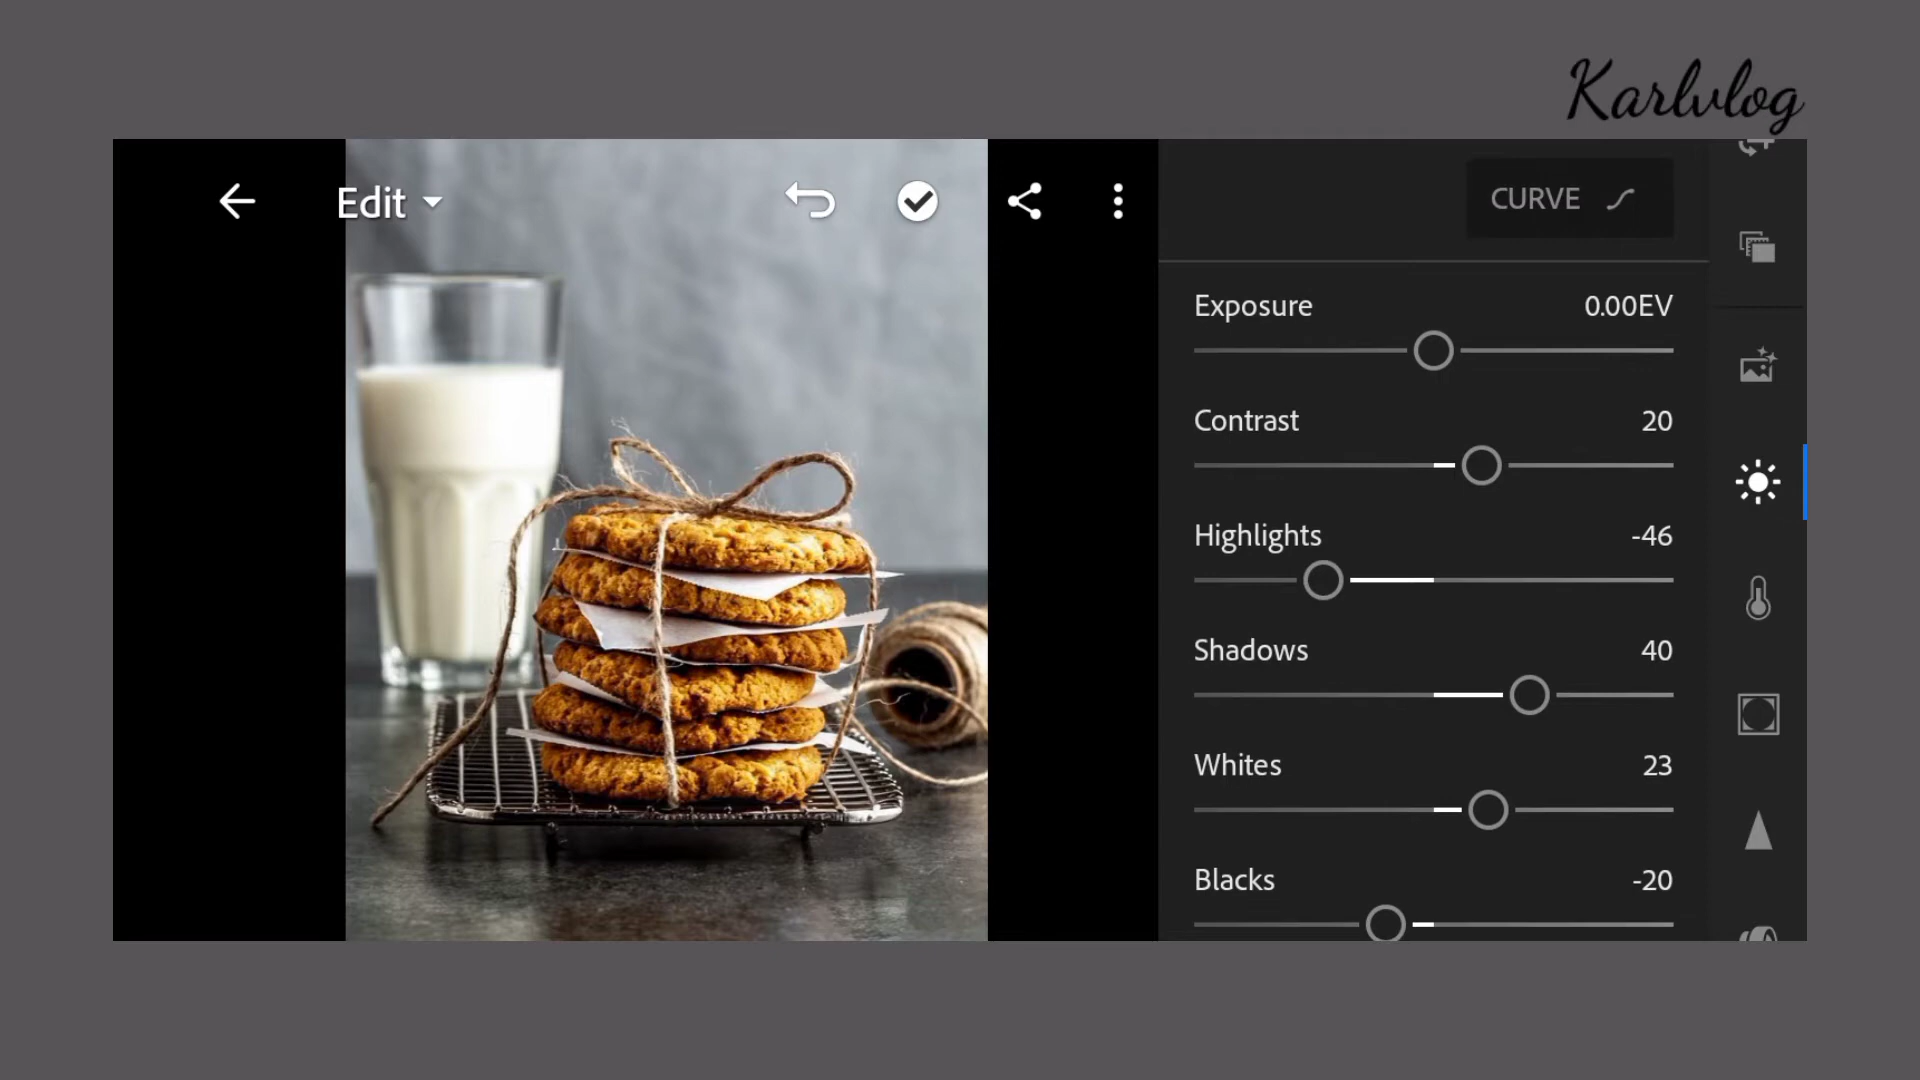 Karlvlog
Edit
CURVE
Exposure 0.00EV
Contrast 20
Highlights -46
Shadows 40
Whites 23
Blacks -20